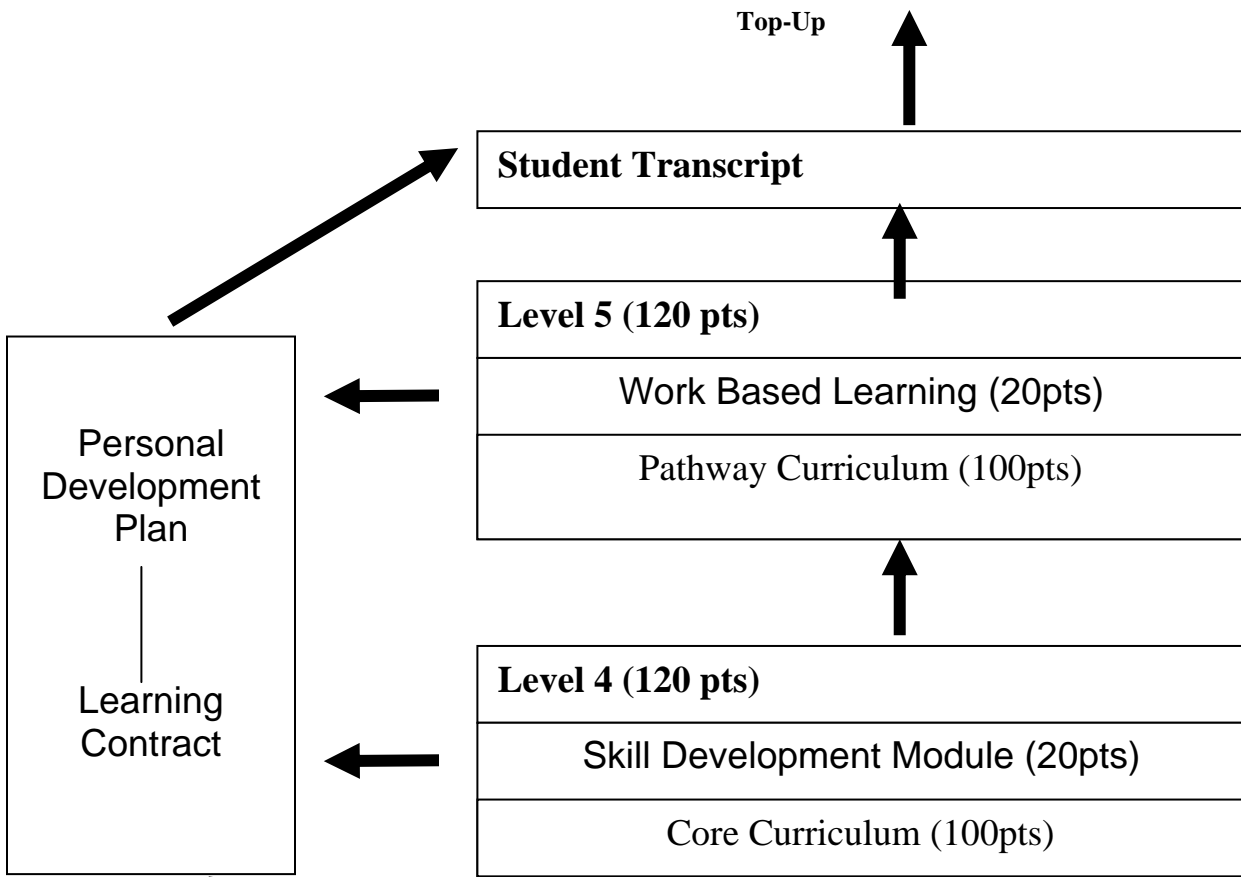 Top-Up
Student Transcript
Level 5 (120 pts)
Work Based Learning (20pts)
Pathway Curriculum (100pts)
Personal
Development
Plan
Learning
Contract
Level 4 (120 pts)
Skill Development Module (20pts)
Core Curriculum (100pts)